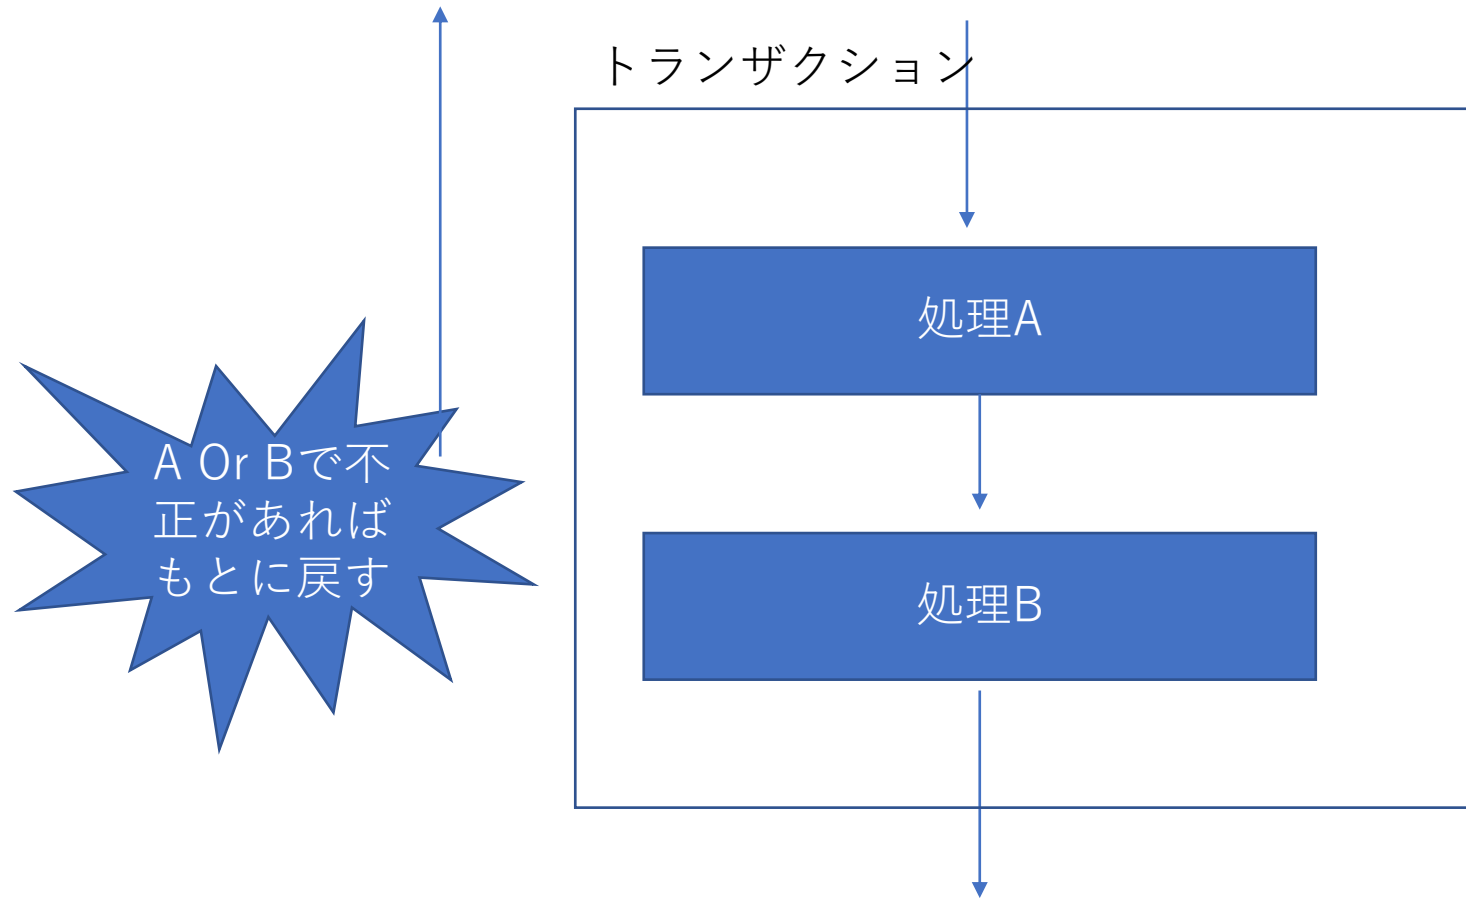 トランザクション
処理A
A Or Bで不
正があれば
もとに戻す
処理B